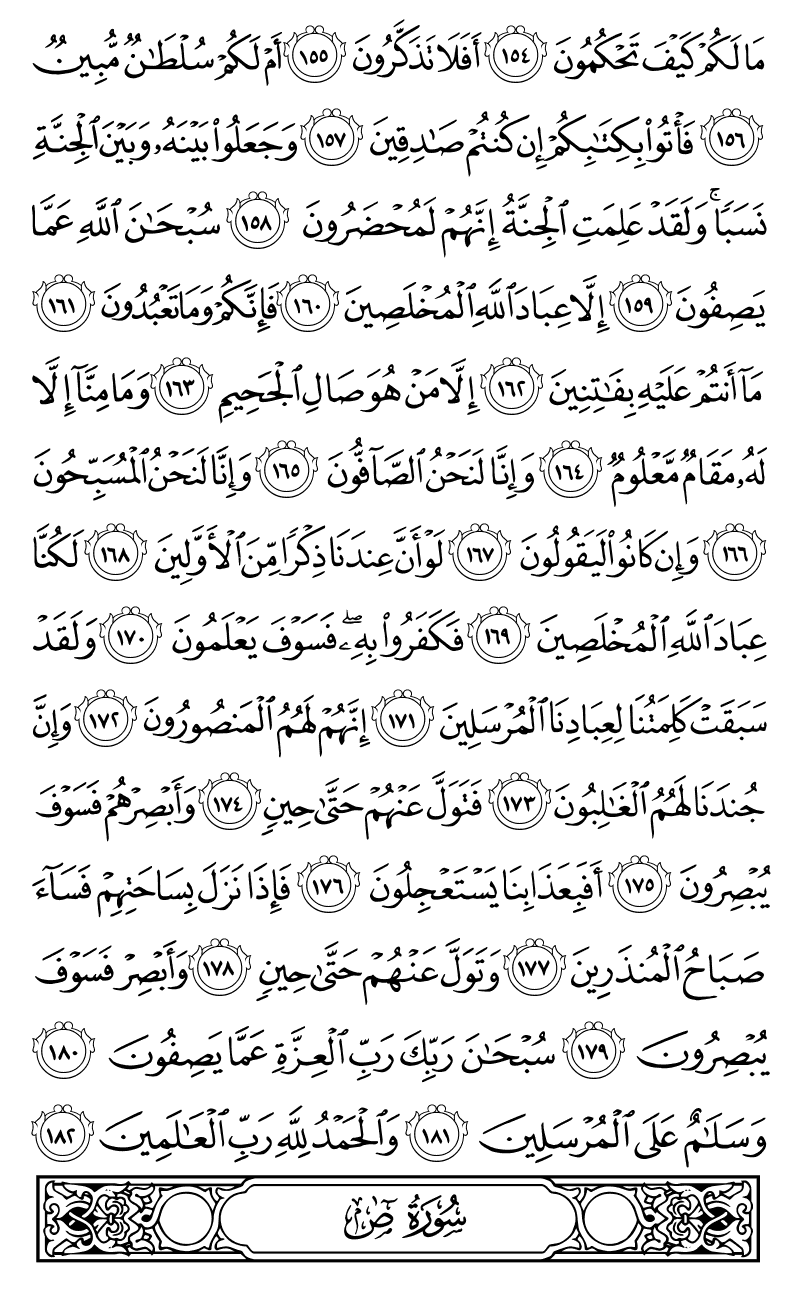 مَا لَكُمْ كَيْفَ تَحْكُمُونَ ١٥٤ أَفَلَا تَذَكَّرُونَ ١٥٥ أَمْ لَكُمْ سُلْطَـٰنٌ مُّبِينٌ
١٥٦ فَأْتُوا۟ بِكِتَـٰبِكُمْ إِن كُنتُمْ صَـٰدِقِينَ ١٥٧ وَجَعَلُوا۟ بَيْنَهُۥ وَبَيْنَ ٱلْجِنَّةِ
نَسَبًا ۚ وَلَقَدْ عَلِمَتِ ٱلْجِنَّةُ إِنَّهُمْ لَمُحْضَرُونَ ١٥٨ سُبْحَـٰنَ ٱللَّهِ عَمَّا
يَصِفُونَ ١٥٩ إِلَّا عِبَادَ ٱللَّهِ ٱلْمُخْلَصِينَ ١٦٠ فَإِنَّكُمْ وَمَا تَعْبُدُونَ ١٦١
مَآ أَنتُمْ عَلَيْهِ بِفَـٰتِنِينَ ١٦٢ إِلَّا مَنْ هُوَ صَالِ ٱلْجَحِيمِ ١٦٣ وَمَا مِنَّآ إِلَّا
لَهُۥ مَقَامٌ مَّعْلُومٌ ١٦٤ وَإِنَّا لَنَحْنُ ٱلصَّآفُّونَ ١٦٥ وَإِنَّا لَنَحْنُ ٱلْمُسَبِّحُونَ
١٦٦ وَإِن كَانُوا۟ لَيَقُولُونَ ١٦٧ لَوْ أَنَّ عِندَنَا ذِكْرًا مِّنَ ٱلْأَوَّلِينَ ١٦٨ لَكُنَّا
عِبَادَ ٱللَّهِ ٱلْمُخْلَصِينَ ١٦٩ فَكَفَرُوا۟ بِهِۦ ۖ فَسَوْفَ يَعْلَمُونَ ١٧٠ وَلَقَدْ
سَبَقَتْ كَلِمَتُنَا لِعِبَادِنَا ٱلْمُرْسَلِينَ ١٧١ إِنَّهُمْ لَهُمُ ٱلْمَنصُورُونَ ١٧٢ وَإِنَّ
جُندَنَا لَهُمُ ٱلْغَـٰلِبُونَ ١٧٣ فَتَوَلَّ عَنْهُمْ حَتَّىٰ حِينٍ ١٧٤ وَأَبْصِرْهُمْ فَسَوْفَ
يُبْصِرُونَ ١٧٥ أَفَبِعَذَابِنَا يَسْتَعْجِلُونَ ١٧٦ فَإِذَا نَزَلَ بِسَاحَتِهِمْ فَسَآءَ
صَبَاحُ ٱلْمُنذَرِينَ ١٧٧ وَتَوَلَّ عَنْهُمْ حَتَّىٰ حِينٍ ١٧٨ وَأَبْصِرْ فَسَوْفَ
يُبْصِرُونَ ١٧٩ سُبْحَـٰنَ رَبِّكَ رَبِّ ٱلْعِزَّةِ عَمَّا يَصِفُونَ ١٨٠
وَسَلَـٰمٌ عَلَى ٱلْمُرْسَلِينَ ١٨١ وَٱلْحَمْدُ لِلَّهِ رَبِّ ٱلْعَـٰلَمِينَ ١٨٢
سُورَةُ صٓ